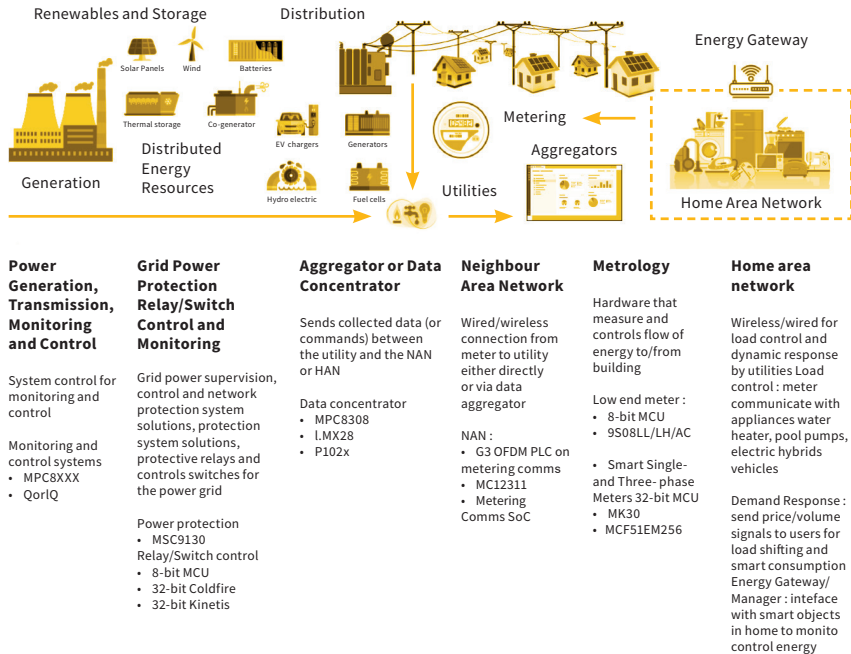 Renewables and Storage
Distribution
Energy Gateway
Solar Panels
Wind
Batteries
Thermal storage
Co-generator
EV chargers
Generators
Metering
Aggregators
Generation
Distributed
Energy
Resources
Hydro electric
Fuel cells
Utilities
Home Area Network
Power
Generation,
Transmission,
Monitoring
and Control
System control for
monitoring and
control
Monitoring and
control systems
• MPC8XXX
• QorlQ
Grid Power
Protection
Relay/Switch
Control and
Monitoring
Grid power supervision,
control and network
protection system
solutions, protection
system solutions,
protective relays and
controls switches for
the power grid
Power protection
• MSC9130
Relay/Switch control
• 8-bit MCU
• 32-bit Coldfire
• 32-bit Kinetis
Aggregator or Data
Concentrator
Sends collected data (or
commands) between
the utility and the NAN
or HAN
Data concentrator
• MPC8308
• l.MX28
• P102x
Neighbour
Area Network
Wired/wireless
connection from
meter to utility
either directly
or via data
aggregator
NAN :
• G3 OFDM PLC on
metering comms
• MC12311
• Metering
Comms SoC
Metrology
Hardware that
measure and
controls flow of
energy to/from
building
Low end meter :
• 8-bit MCU
• 9S08LL/LH/AC
• Smart Single-
and Three- phase
Meters 32-bit MCU
• MK30
• MCF51EM256
Home area
network
Wireless/wired for
load control and
dynamic response
by utilities Load
control : meter
communicate with
appliances water
heater, pool pumps,
electric hybrids
vehicles
Demand Response :
send price/volume
signals to users for
load shifting and
smart consumption
Energy Gateway/
Manager : inteface
with smart objects
in home to monito
control energy